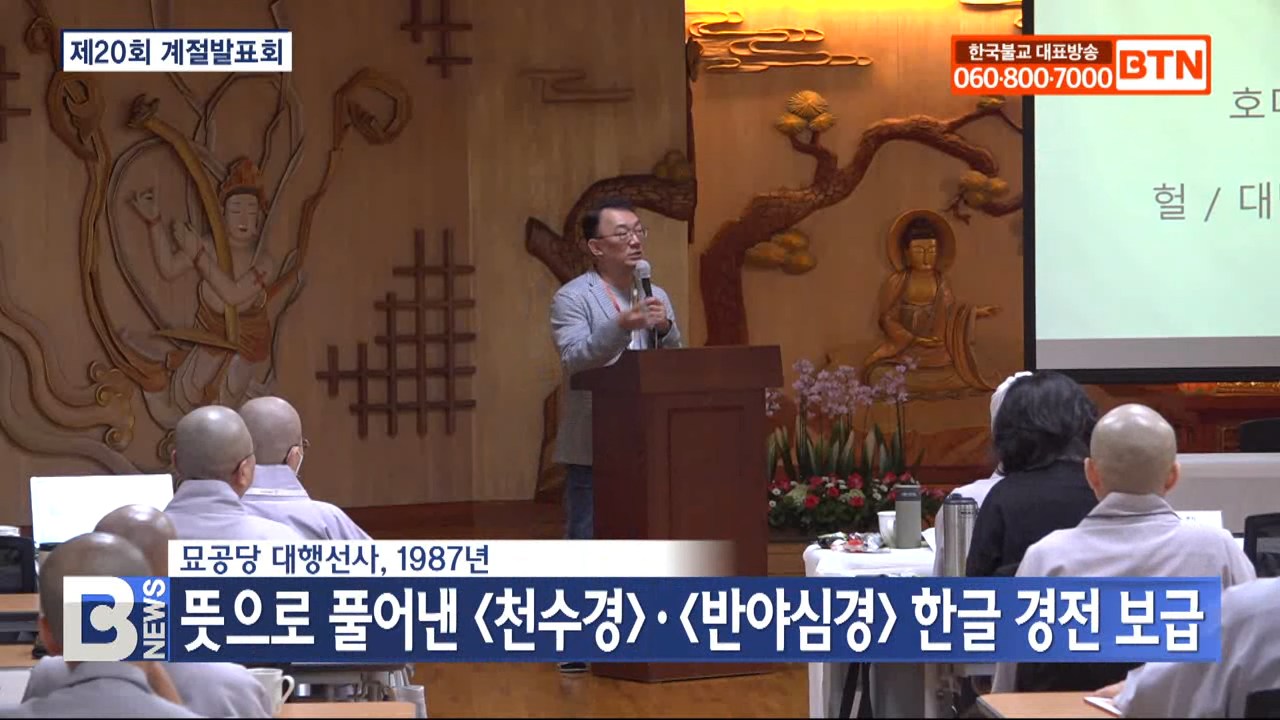 제20회 계절발표회
한국불교 대표방송
060·800·7000
BTN
헐 / 대
묘공당 대행선사, 1987년
B NEWS
뜻으로 풀어낸 <천수경>·<반야심경> 한글 경전 보급